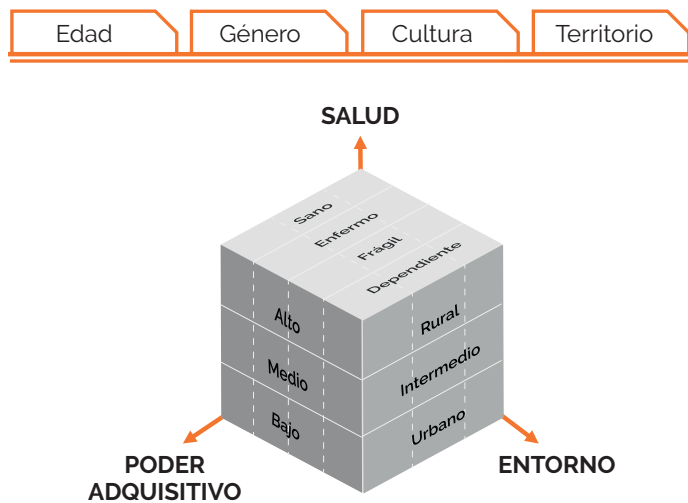 Edad
Género
Cultura
Territorio
SALUD
Sano
Enfermo
Frágil
Dependiente
Alto
Medio
Bajo
Rural
Intermedio
Urbano
PODER
ADQUISITIVO
ENTORNO